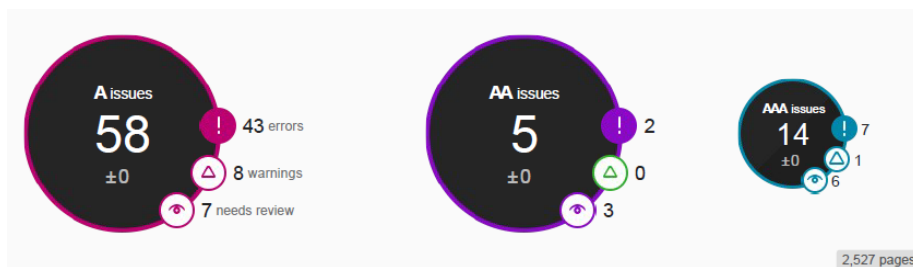 A issues
58
±0
43 errors
8 warnings
7 needs review
AA issues
5
±0
2
0
3
AAA issues
14
±0
7
1
6
2,527 pages